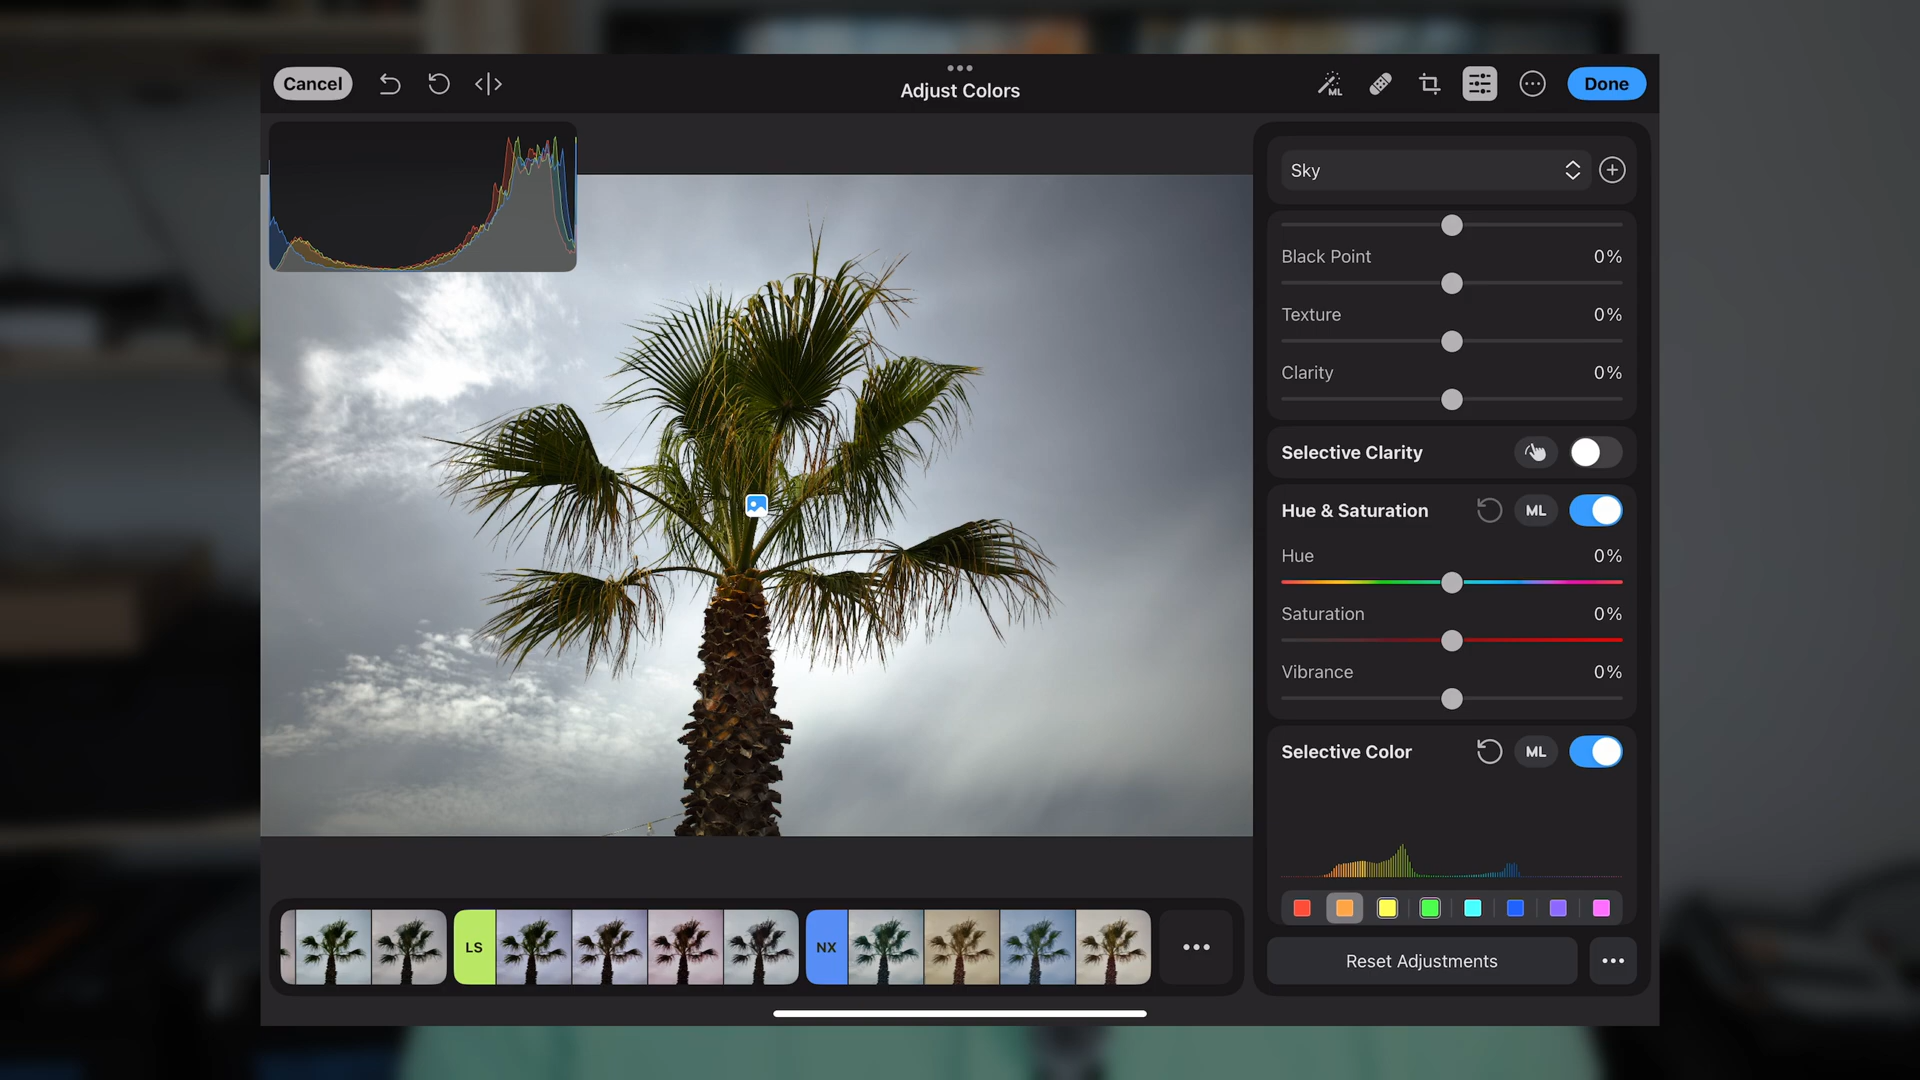 Cancel
Adjust Colors
ML
Done
Sky
Black Point 0%
Texture 0%
Clarity 0%
Selective Clarity
Hue & Saturation ML
Hue 0%
Saturation 0%
Vibrance 0%
Selective Color ML
LS
NX
Reset Adjustments